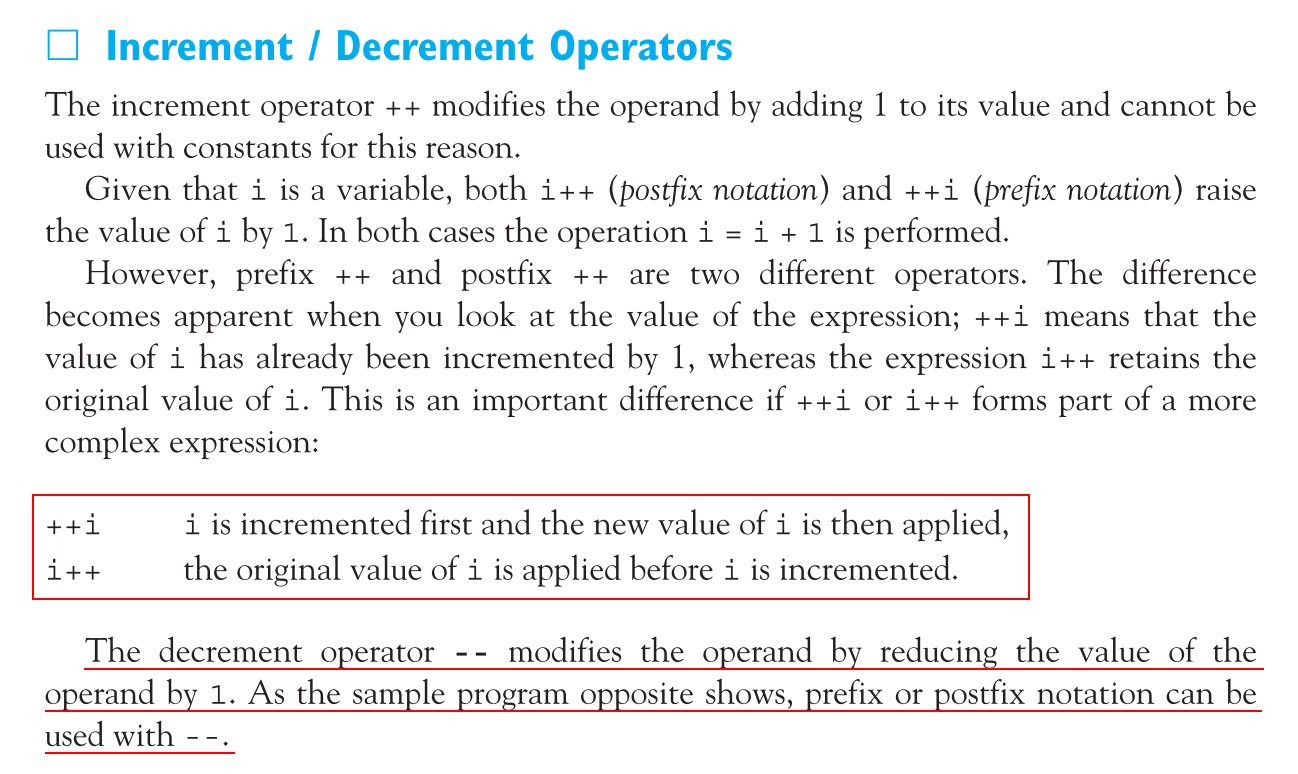 □ Increment / Decrement Operators
The increment operator ++ modifies the operand by adding 1 to its value and cannot be
used with constants for this reason.
Given that i is a variable, both i++ (postfix notation) and ++i (prefix notation) raise
the value of i by 1. In both cases the operation i = i + 1 is performed.
However, prefix ++ and postfix ++ are two different operators. The difference
becomes apparent when you look at the value of the expression; ++i means that the
value of i has already been incremented by 1, whereas the expression i++ retains the
original value of i. This is an important difference if ++i or i++ forms part of a more
complex expression:
++i i is incremented first and the new value of i is then applied,
i++ the original value of i is applied before i is incremented.
The decrement operator -- modifies the operand by reducing the value of the
operand by 1. As the sample program opposite shows, prefix or postfix notation can be
used with --.